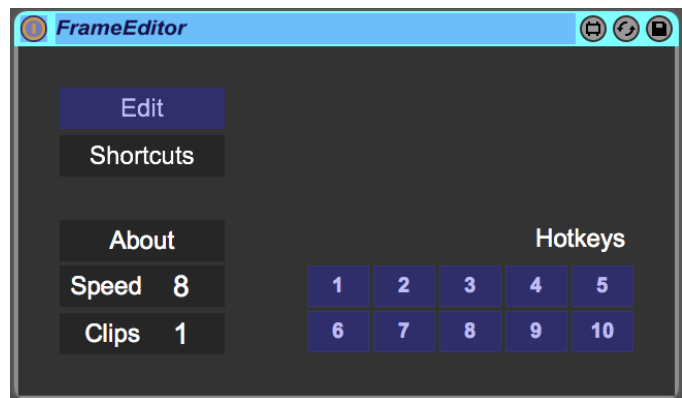 FrameEditor
Edit
Shortcuts
About
Hotkeys
Speed 8
1 2 3 4 5
Clips 1
6 7 8 9 10